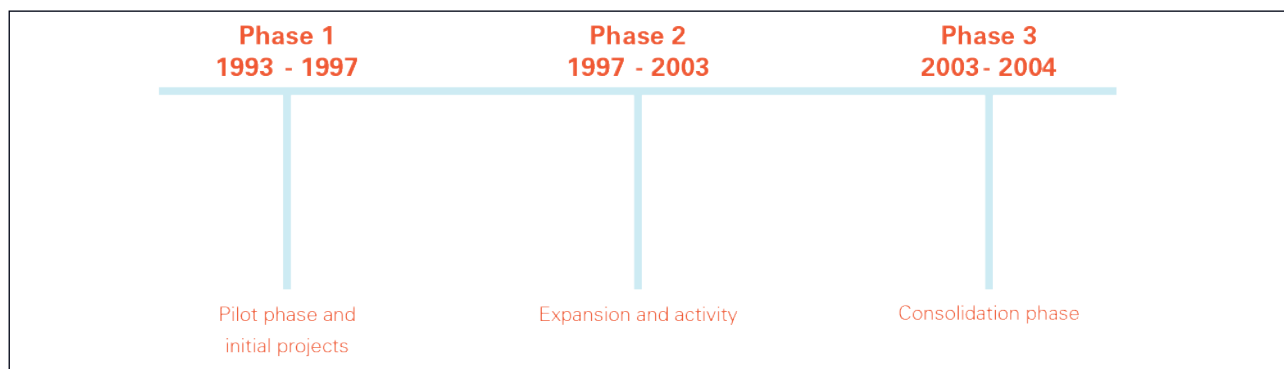 Phase 1
1993 - 1997
Phase 2
1997 - 2003
Phase 3
2003 - 2004
Pilot phase and
initial projects
Expansion and activity
Consolidation phase